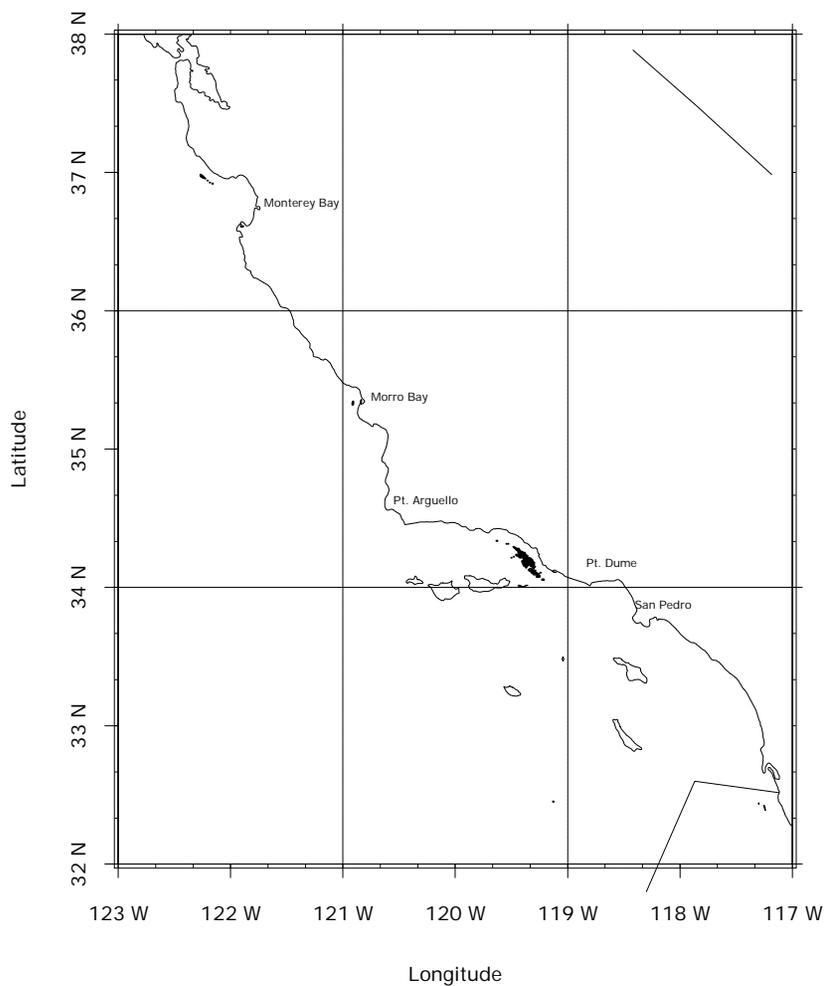 38 N
37 N
Monterey Bay
36 N
Morro Bay
Latitude
35 N
Pt. Arguello
Pt. Dume
34 N
San Pedro
33 N
32 N
123 W 122 W 121 W 120 W 119 W 118 W 117 W
Longitude